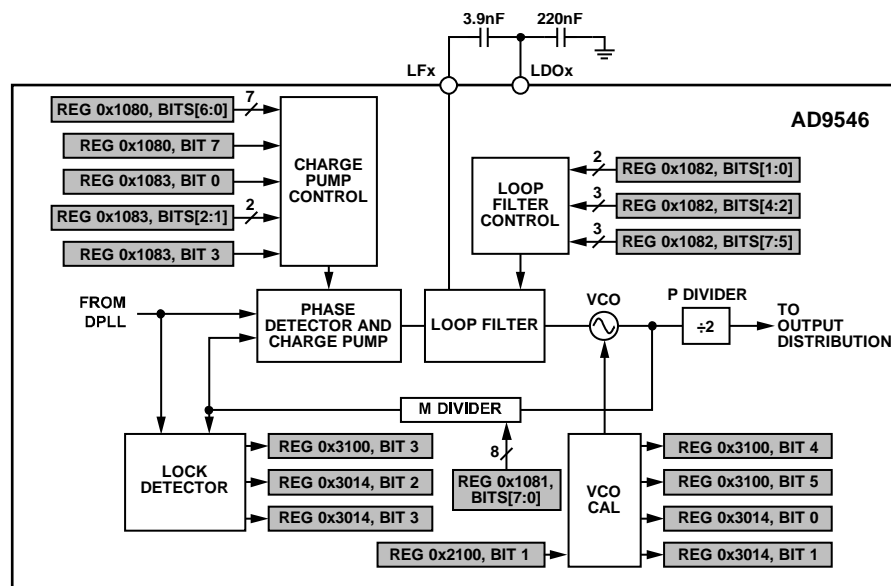 3.9nF
220nF
LFx
LDOx
AD9546
REG 0x1080, BITS[6:0]
7
REG 0x1080, BIT 7
REG 0x1083, BIT 0
REG 0x1083, BITS[2:1]
2
REG 0x1083, BIT 3
CHARGE
PUMP
CONTROL
LOOP
FILTER
CONTROL
2
REG 0x1082, BITS[1:0]
3
REG 0x1082, BITS[4:2]
3
REG 0x1082, BITS[7:5]
FROM
DPLL
PHASE
DETECTOR AND
CHARGE PUMP
LOOP FILTER
VCO
P DIVIDER
÷2
TO
OUTPUT
DISTRIBUTION
M DIVIDER
8
REG 0x1081,
BITS[7:0]
LOCK
DETECTOR
REG 0x3100, BIT 3
REG 0x3014, BIT 2
REG 0x3014, BIT 3
VCO
CAL
REG 0x3100, BIT 4
REG 0x3100, BIT 5
REG 0x3014, BIT 0
REG 0x3014, BIT 1
REG 0x2100, BIT 1